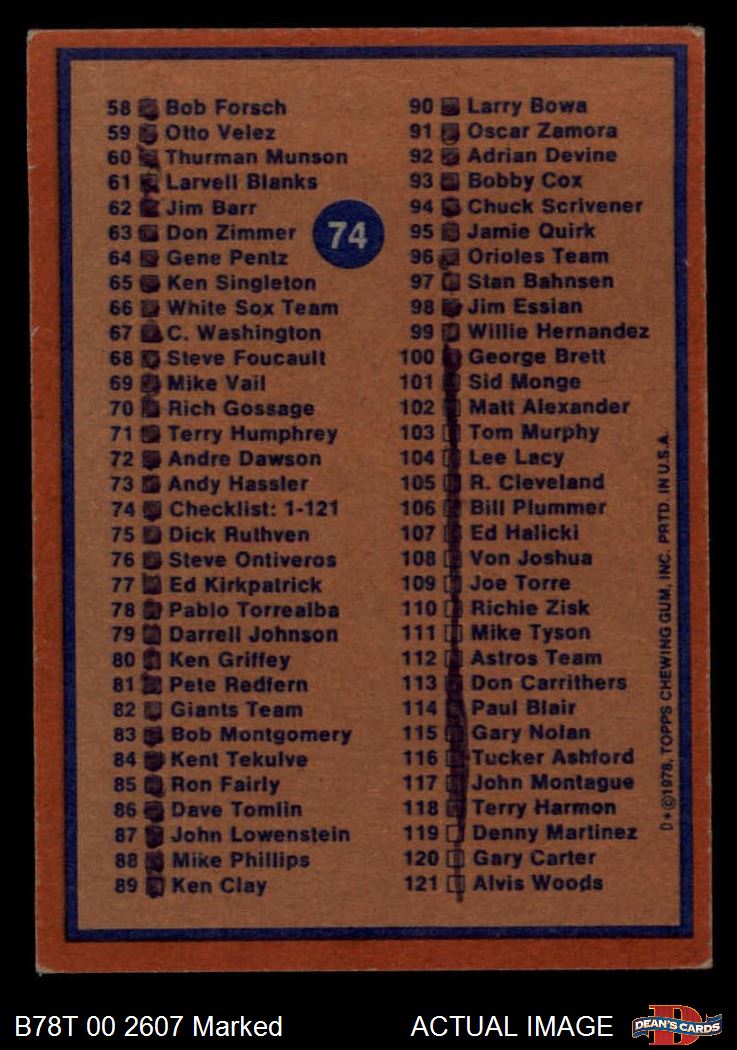 58 Bob Forsch
59 Otto Velez
60 Thurman Munson
61 Larvell Blanks
62 Jim Barr
63 Don Zimmer
64 Gene Pentz
65 Ken Singleton
66 White Sox Team
67 C. Washington
68 Steve Foucault
69 Mike Vail
70 Rich Gossage
71 Terry Humphrey
72 Andre Dawson
73 Andy Hassler
74 Checklist: 1-121
75 Dick Ruthven
76 Steve Ontiveros
77 Ed Kirkpatrick
78 Pablo Torrealba
79 Darrell Johnson
80 Ken Griffey
81 Pete Redfern
82 Giants Team
83 Bob Montgomery
84 Kent Tekulve
85 Ron Fairly
86 Dave Tomlin
87 John Lowenstein
88 Mike Phillips
89 Ken Clay
74
90 Larry Bowa
91 Oscar Zamora
92 Adrian Devine
93 Bobby Cox
94 Chuck Scrivener
95 Jamie Quirk
96 Orioles Team
97 Stan Bahnsen
98 Jim Essian
99 Willie Hernandez
100 George Brett
101 Sid Monge
102 Matt Alexander
103 Tom Murphy
104 Lee Lacy
105 R. Cleveland
106 Bill Plummer
107 Ed Halicki
108 Von Joshua
109 Joe Torre
110 Richie Zisk
111 Mike Tyson
112 Astros Team
113 Don Carrithers
114 Paul Blair
115 Gary Nolan
116 Tucker Ashford
117 John Montague
118 Terry Harmon
119 Denny Martinez
120 Gary Carter
121 Alvis Woods
D*©1978, TOPPS CHEWING GUM, INC. PRTD. IN U.S.A.
B78T 00 2607 Marked
ACTUAL IMAGE
D
DEAN'S CARDS